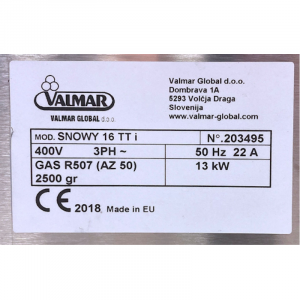 VALMAR
VALMAR GLOBAL d.o.o.
Valmar Global d.o.o.
Dombrava 1A
5293 Volčja Draga
Slovenija
www.valmar-global.com
MOD. SNOWY 16 TT i N°.203495
400V 3PH ~ 50 Hz 22 A
GAS R507 (AZ 50) 13 kW
2500 gr
CE 2018 Made in EU